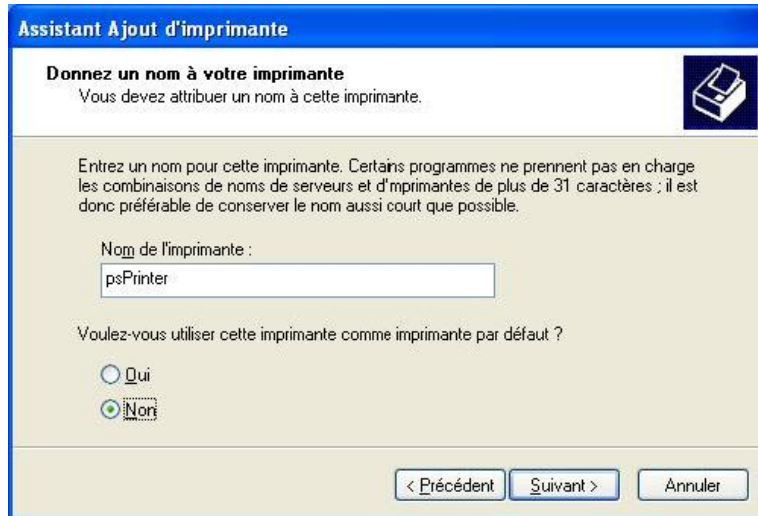 Assistant Ajout d'imprimante
Donnez un nom à votre imprimante
Vous devez attribuer un nom à cette imprimante.
Entrez un nom pour cette imprimante. Certains programmes ne prennent pas en charge
les combinaisons de noms de serveurs et d'mprimantes de plus de 31 caractères ; il est
donc préférable de conserver le nom aussi court que possible.
Nom de l'imprimante :
psPrinter
Voulez-vous utiliser cette imprimante comme imprimante par défaut ?
Oui
Non
< Précédent Suivant > Annuler